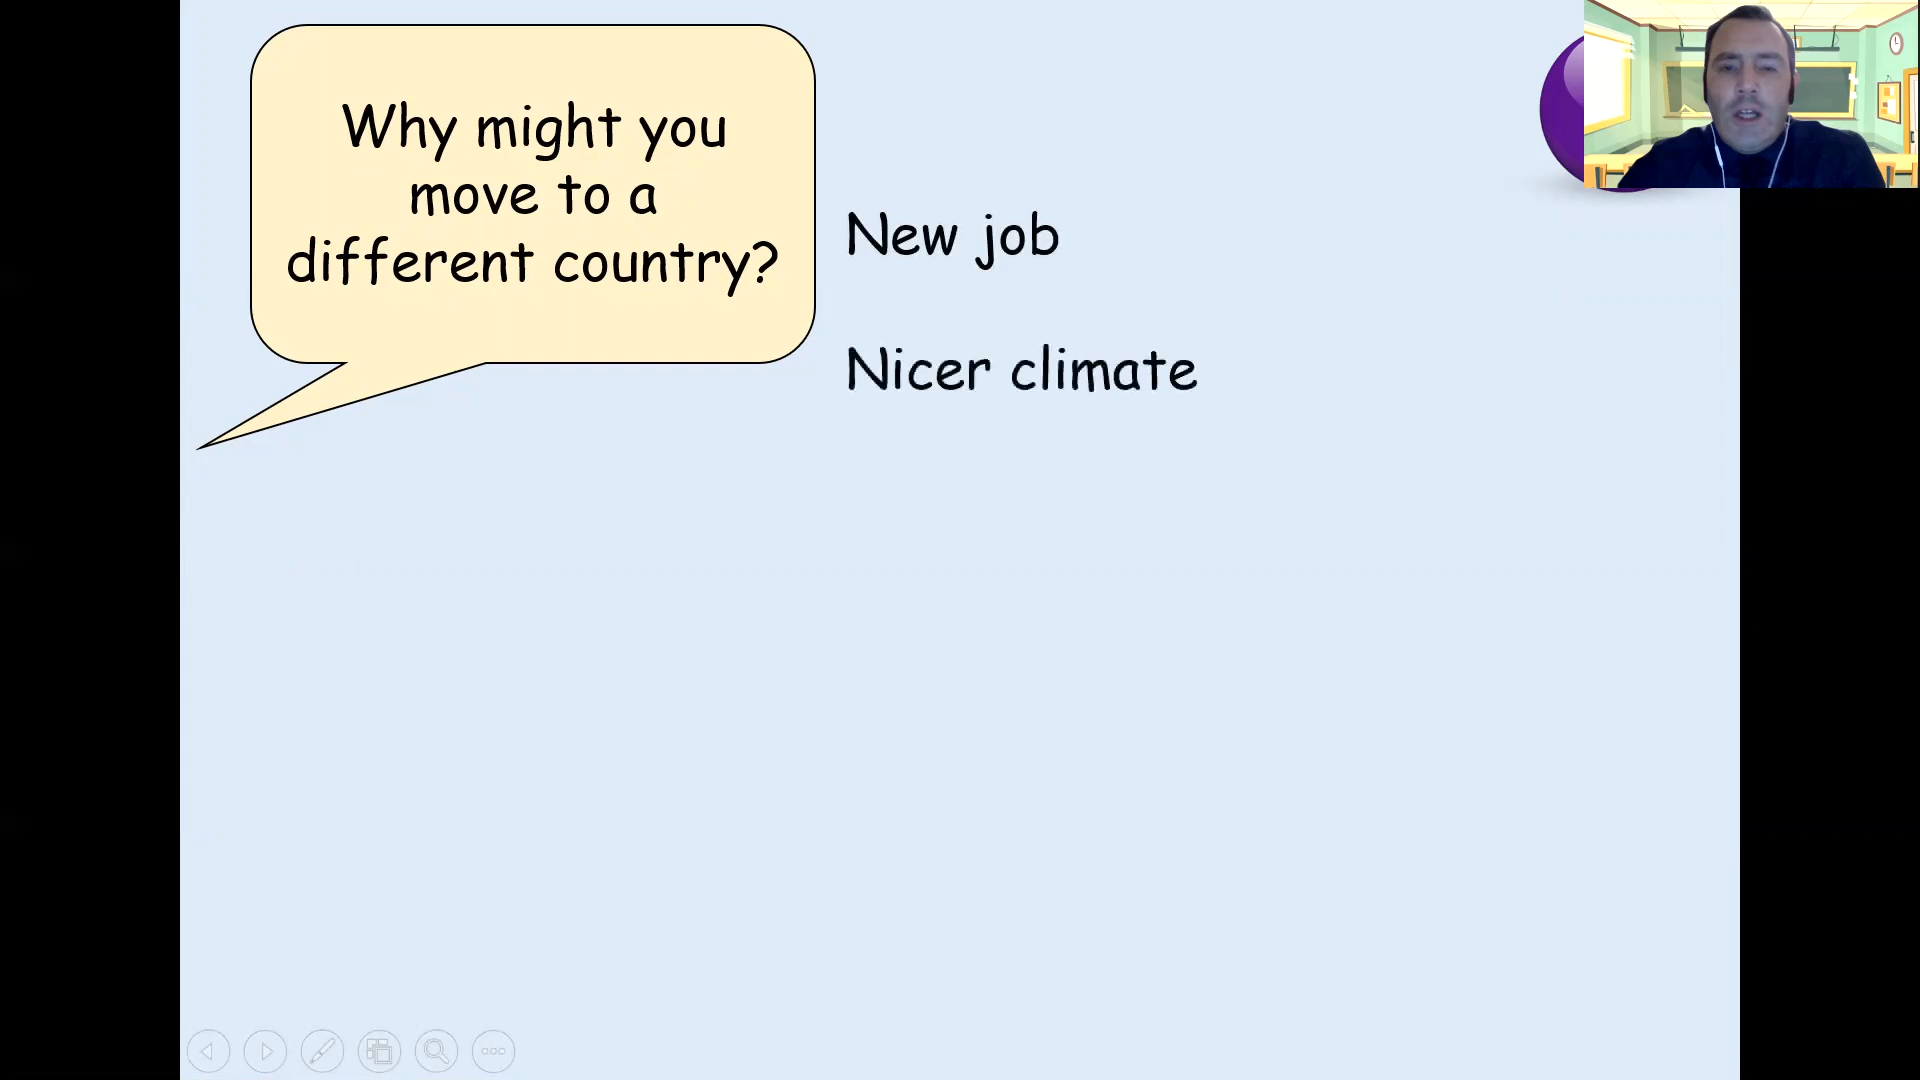 Why might you
move to a
different country?
New job
Nicer climate